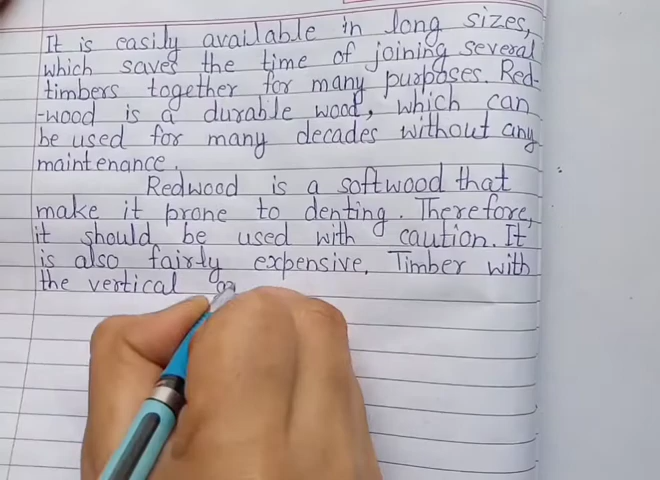 It is easily available in long sizes,
which saves the time of joining several
timbers together for many purposes. Red-
-wood is a durable wood, which can
be used for many decades without any
maintenance.
Redwood is a softwood that
make it prone to denting. Therefore,
it should be used with caution. It
is also fairly expensive. Timber with
the vertical